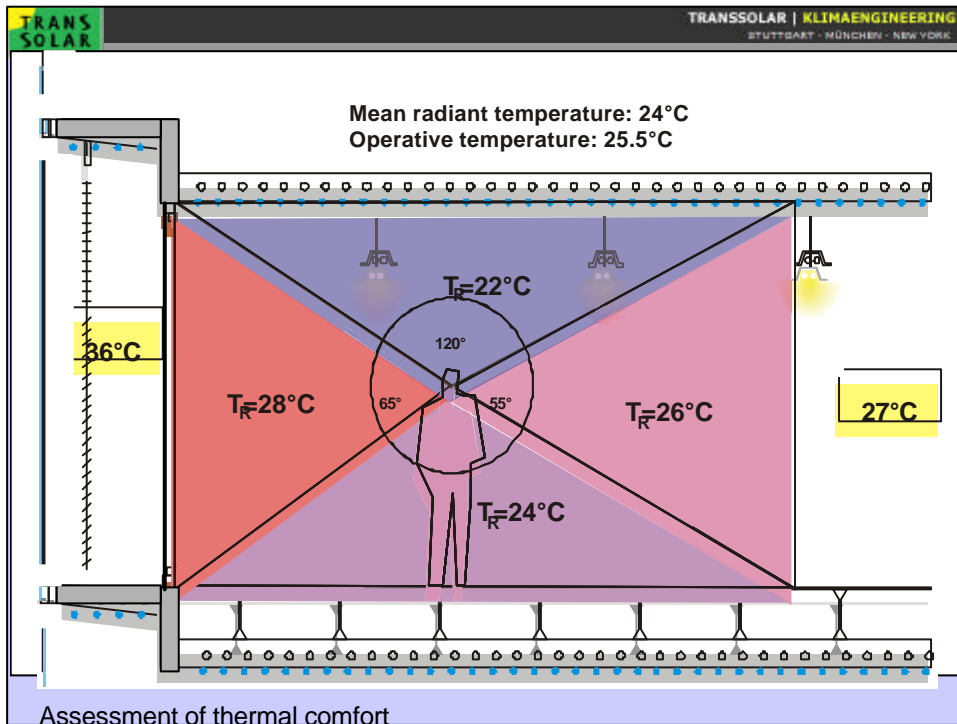 TRANS
SOLAR
TRANSSOLAR | KLIMAENGINEERING
STUTTGART - MÜNCHEN - NEW YORK
Mean radiant temperature: 24°C
Operative temperature: 25.5°C
TR=22°C
120°
36°C
TR=28°C
65°
55°
TR=26°C
27°C
TR=24°C
Assessment of thermal comfort